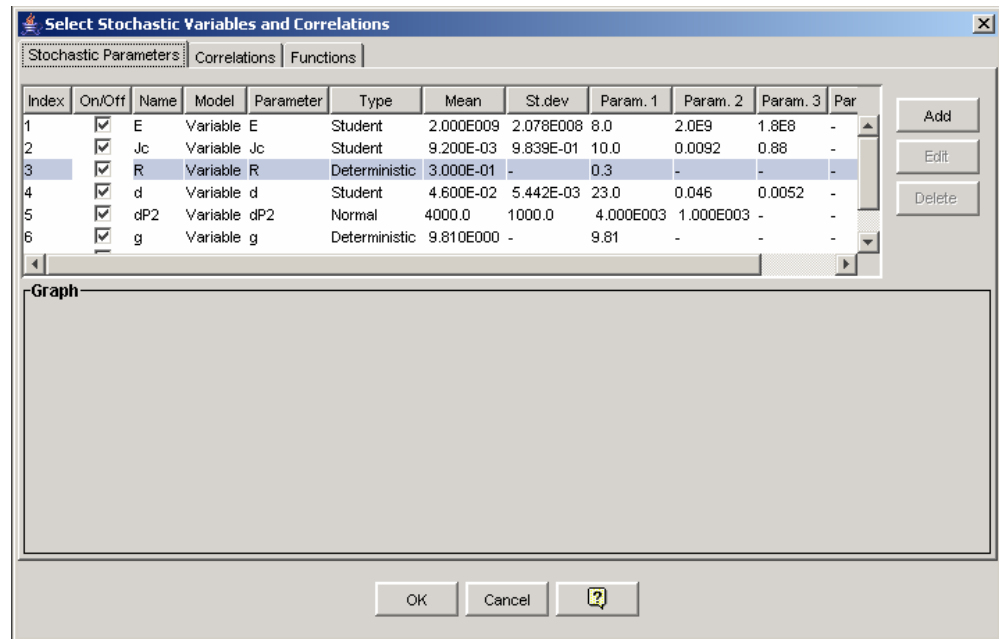 Select Stochastic Variables and Correlations
Stochastic Parameters Correlations Functions
Index On/Off Name Model Parameter Type Mean St.dev Param. 1 Param. 2 Param. 3 Par
1 E Variable E Student 2.000E009 2.078E008 8.0 2.0E9 1.8E8 -
2 Jc Variable Jc Student 9.200E-03 9.839E-01 10.0 0.0092 0.88 -
3 R Variable R Deterministic 3.000E-01 - 0.3 - - -
4 d Variable d Student 4.600E-02 5.442E-03 23.0 0.046 0.0052 -
5 dP2 Variable dP2 Normal 4000.0 1000.0 4.000E003 1.000E003 - -
6 g Variable g Deterministic 9.810E000 - 9.81 - - -
Add
Edit
Delete
Graph
OK Cancel ?